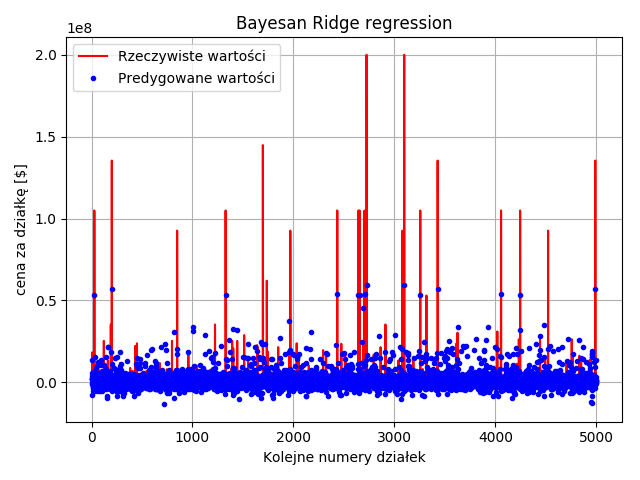 Bayesan Ridge regression
1e8
Rzeczywiste wartości
Predygowane wartości
2.0
1.5
1.0
0.5
0.0
cena za działkę [$]
0 1000 2000 3000 4000 5000
Kolejne numery działek